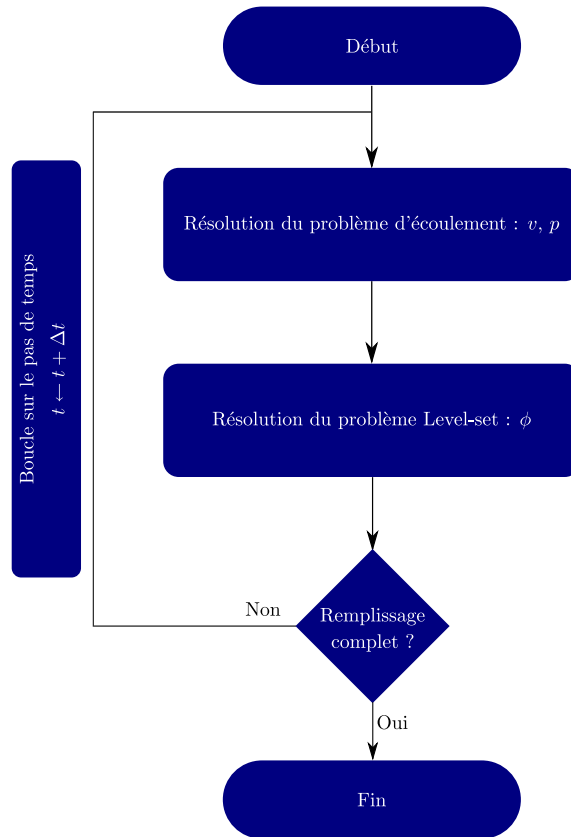 Début
Résolution du problème d'écoulement : v, p
Boucle sur le pas de temps
t ← t + Δt
Résolution du problème Level-set : ϕ
Non
Remplissage
complet ?
Oui
Fin